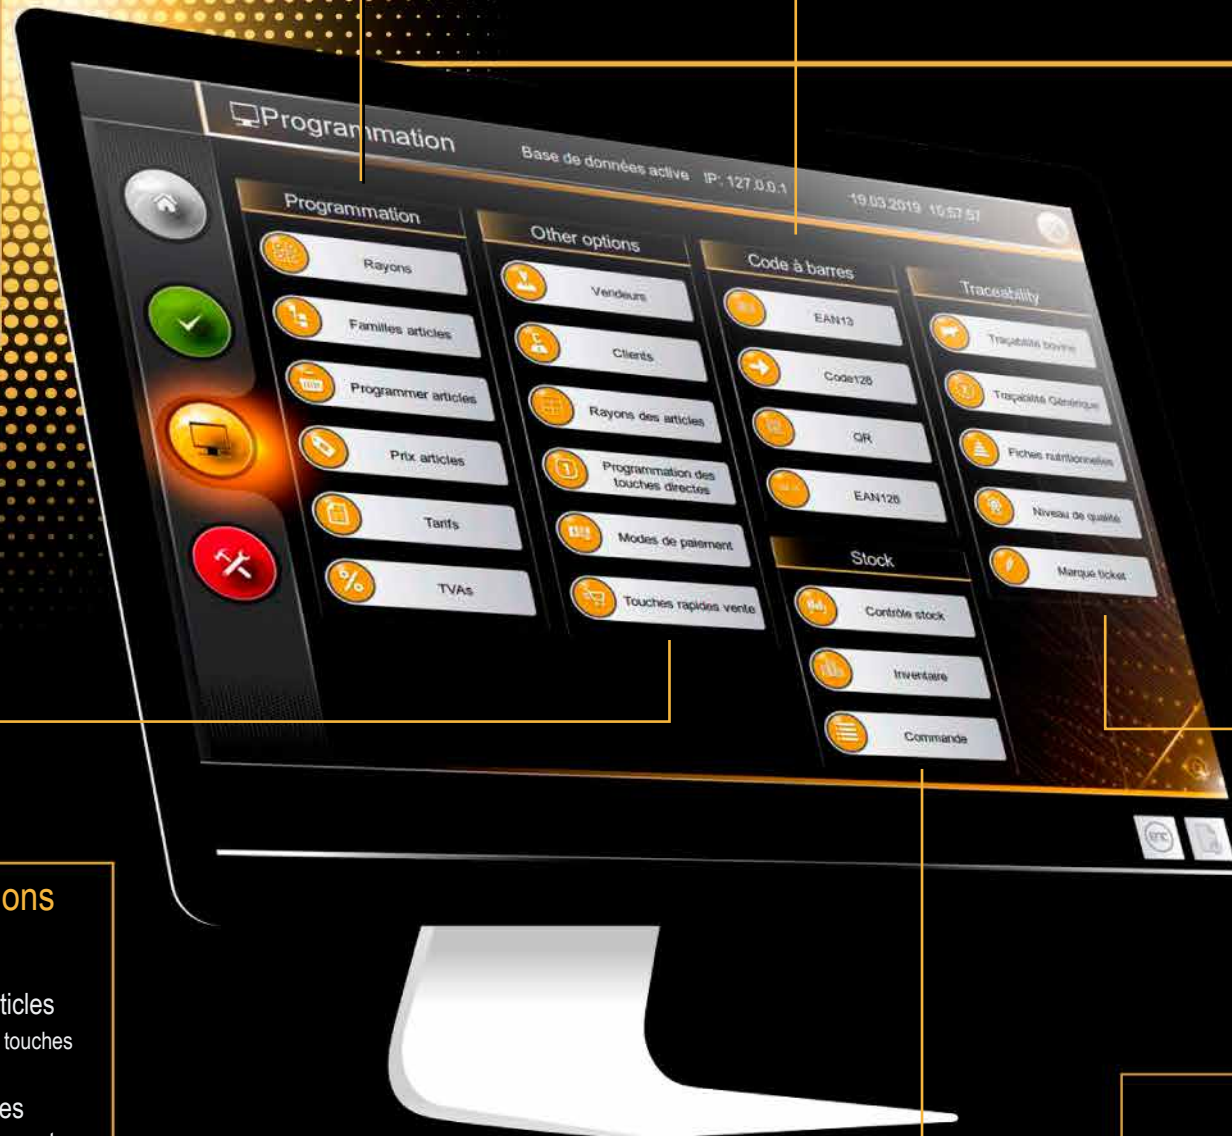 Programmation
Base de données active IP: 127.0.0.1
19.03.2019 15:57:57
Programmation
Rayons
Familles articles
Programmer articles
Prix articles
Tarifs
TVAs
Other options
Vendeurs
Clients
Rayons des articles
Programmation des
touches directes
Modes de paiement
Touches rapides vente
Code à barres
EAN13
Code128
QR
EAN128
Stock
Contrôle stock
Inventaire
Commande
Traceability
Traçabilité bovine
Traçabilité Générique
Fiches nutritionnelles
Niveau de qualité
Marque ticket
ons
ticles
touches
es